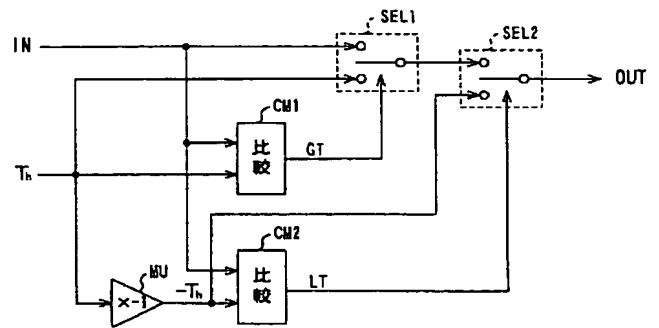 SEL1
IN
SEL2
OUT
CM1
比較
GT
Th
CM2
比較
LT
MU
×-1
-Th